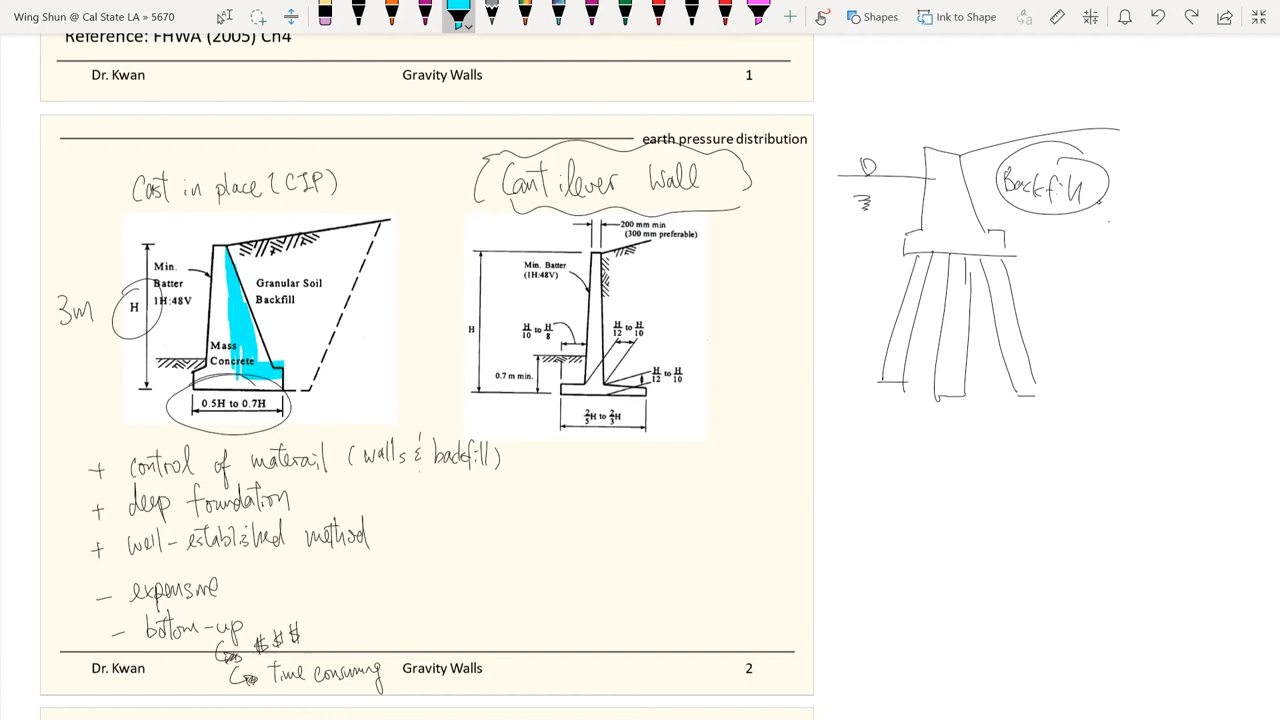 Wing Shun @ Cal State LA » 5670
Shapes
Ink to Shape
Reference: FHWA (2005) Ch4
Dr. Kwan
Gravity Walls
1
earth pressure distribution
Cast in place (CIP)
(Cantilever Wall)
Min.
Batter
1H:48V
H
3m
Granular Soil
Backfill
Mass
Concrete
0.5H to 0.7H
200 mm min
(300 mm preferable)
Min. Batter
(1H:48V)
H
H/10 to H/8
H/12 to H/10
H/12 to H/10
0.7 m min.
2/5H to 2/3H
Backfill
+ control of materail (walls & backfill)
+ deep foundation
+ well-established method
- expensive
- bottom-up
$ $ $
Time consuming
Dr. Kwan
Gravity Walls
2